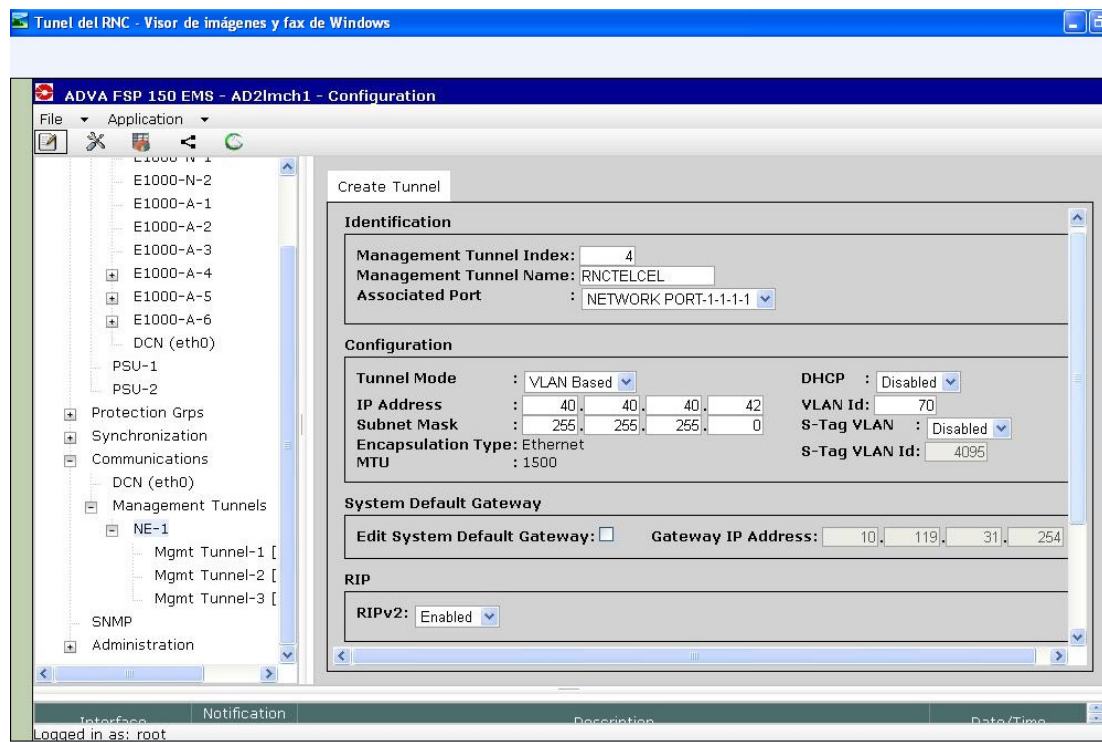 Tunel del RNC - Visor de imágenes y fax de Windows
ADVA FSP 150 EMS - AD2lmch1 - Configuration
File Application
E1000-N-1
E1000-N-2
E1000-A-1
E1000-A-2
E1000-A-3
E1000-A-4
E1000-A-5
E1000-A-6
DCN (eth0)
PSU-1
PSU-2
Protection Grps
Synchronization
Communications
DCN (eth0)
Management Tunnels
NE-1
Mgmt Tunnel-1 [
Mgmt Tunnel-2 [
Mgmt Tunnel-3 [
SNMP
Administration
Create Tunnel
Identification
Management Tunnel Index: 4
Management Tunnel Name: RNCTELCEL
Associated Port : NETWORK PORT-1-1-1-1
Configuration
Tunnel Mode : VLAN Based DHCP : Disabled
IP Address : 40. 40. 40. 42 VLAN Id: 70
Subnet Mask : 255. 255. 255. 0 S-Tag VLAN : Disabled
Encapsulation Type: Ethernet S-Tag VLAN Id: 4095
MTU : 1500
System Default Gateway
Edit System Default Gateway: Gateway IP Address: 10. 119. 31. 254
RIP
RIPv2: Enabled
Interface Notification Description Date/Time
Logged in as: root